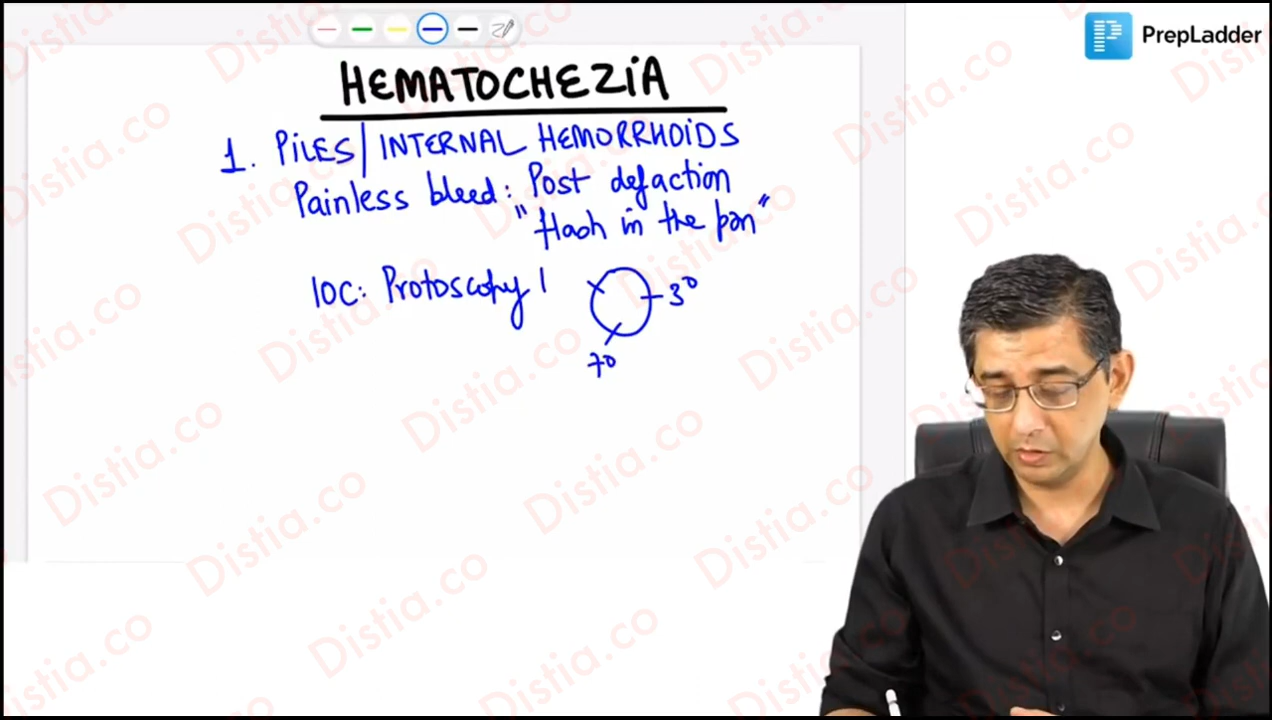 PrepLadder
HEMATOCHEZIA
1. PILES/INTERNAL HEMORRHOIDS
Painless bleed: Post defaction
"flash in the pan"
IOC: Protoscopy
3°
7°
Distia.co